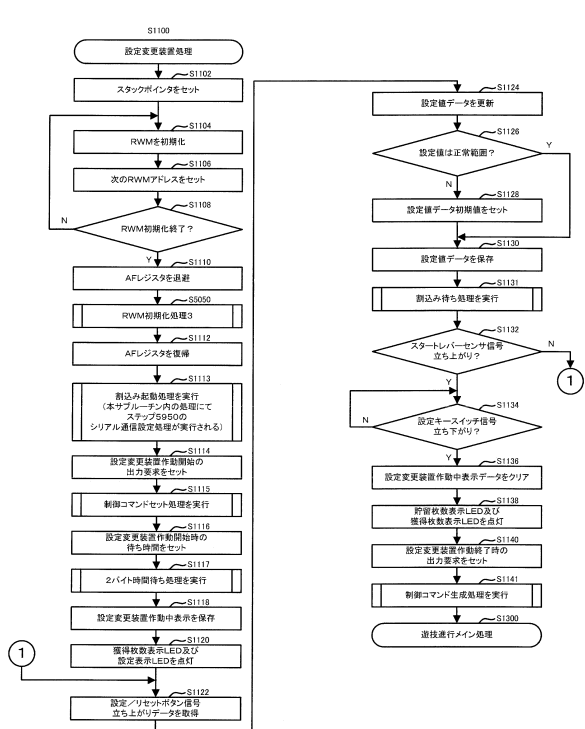 S1100
設定変更装置処理
S1102
スタックポインタをセット
S1104
RWMを初期化
S1106
次のRWMアドレスをセット
S1108
N
RWM初期化終了？
Y
S1110
AFレジスタを退避
S5050
RWM初期化処理3
S1112
AFレジスタを復帰
S1113
割込み起動処理を実行
(本サブルーチン内の処理にて
ステップ5950の
シリアル通信設定処理が実行される)
S1114
設定変更装置作動開始の
出力要求をセット
S1115
制御コマンドセット処理を実行
S1116
設定変更装置作動開始時の
待ち時間をセット
S1117
2バイト時間待ち処理を実行
S1118
設定変更装置作動中表示を保存
S1120
獲得枚数表示LED及び
設定表示LEDを点灯
1
S1122
設定／リセットボタン信号
立ち上がりデータを取得
S1124
設定値データを更新
S1126
設定値は正常範囲？
Y
N
S1128
設定値データ初期値をセット
S1130
設定値データを保存
S1131
割込み待ち処理を実行
S1132
スタートレバーセンサ信号
立ち上がり？
N
1
Y
S1134
設定キースイッチ信号
立ち下がり？
N
Y
S1136
設定変更装置作動中表示データをクリア
S1138
貯留枚数表示LED及び
獲得枚数表示LEDを点灯
S1140
設定変更装置作動終了時の
出力要求をセット
S1141
制御コマンド生成処理を実行
S1300
遊技進行メイン処理